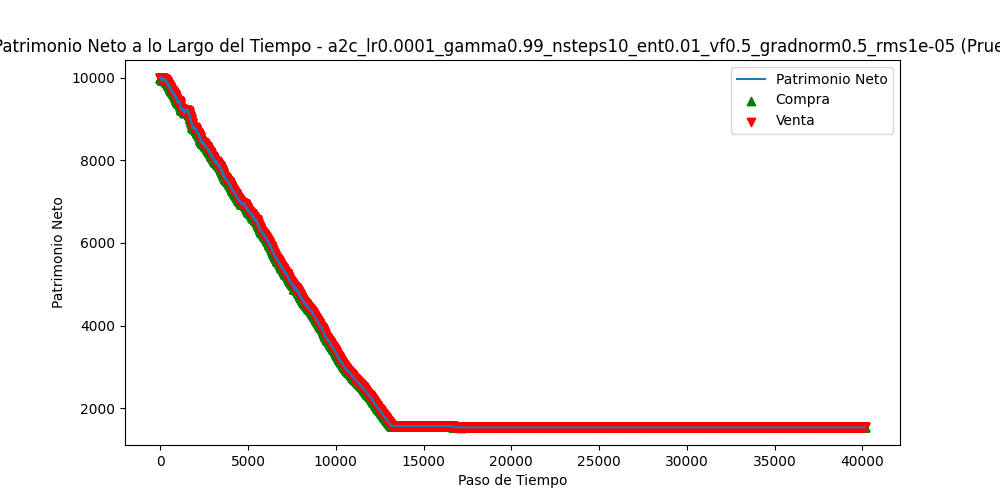 Patrimonio Neto a lo Largo del Tiempo - a2c_lr0.0001_gamma0.99_nsteps10_ent0.01_vf0.5_gradnorm0.5_rms1e-05 (Prue
Patrimonio Neto
Compra
Venta
10000
8000
6000
4000
2000
Patrimonio Neto
0 5000 10000 15000 20000 25000 30000 35000 40000
Paso de Tiempo